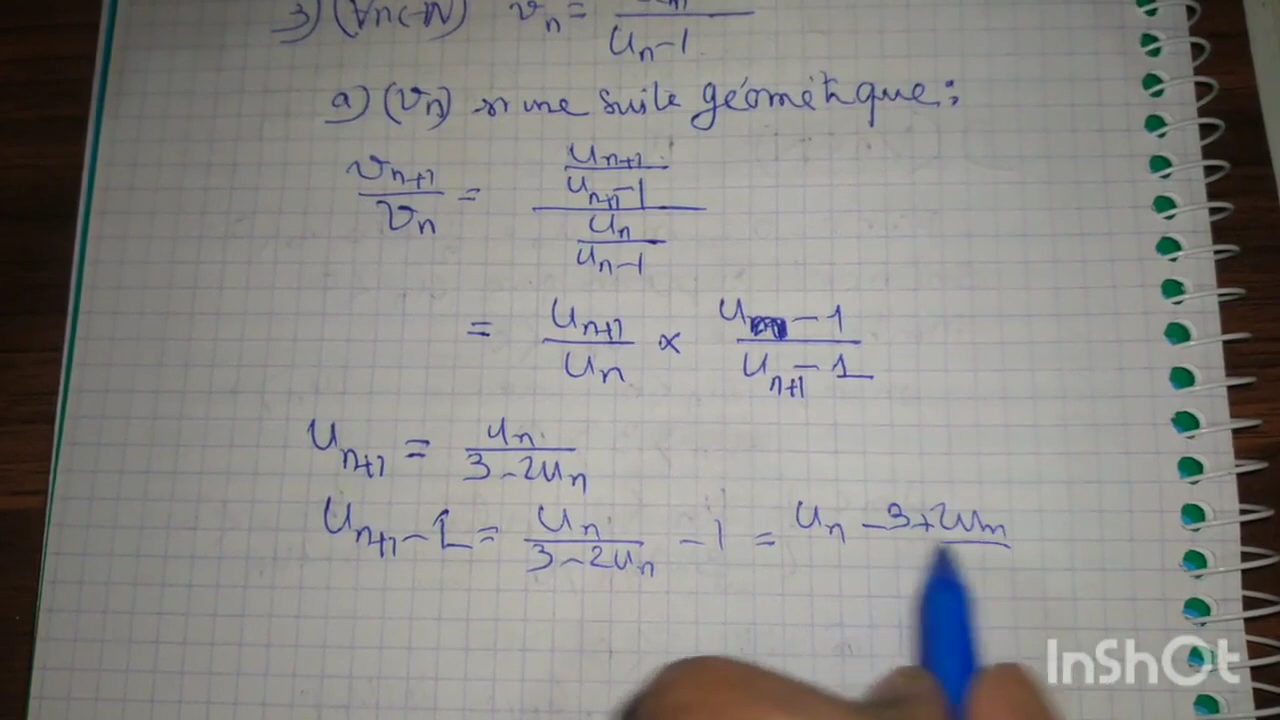 3) (∀n∈ℕ) vₙ = uₙ / (uₙ - 1)
a) (vₙ) est une suite géométrique :
vₙ₊₁ / vₙ = (uₙ₊₁ / (uₙ₊₁ - 1)) / (uₙ / (uₙ - 1))
= uₙ₊₁ / uₙ × (uₙ - 1) / (uₙ₊₁ - 1)
uₙ₊₁ = uₙ / (3 - 2uₙ)
uₙ₊₁ - 1 = uₙ / (3 - 2uₙ) - 1 = uₙ - 3 + 2uₙ
InShOt